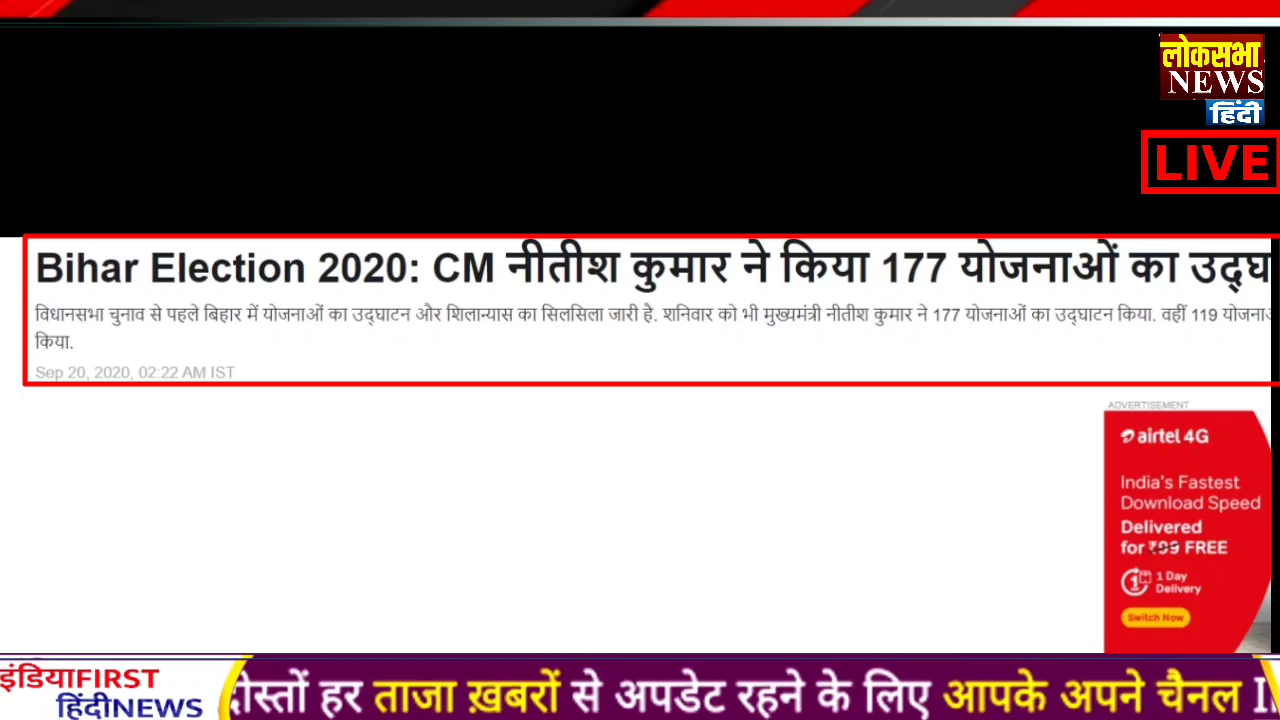 लोकसभा
NEWS
हिंदी
LIVE
Bihar Election 2020: CM नीतीश कुमार ने किया 177 योजनाओं का उद्घ
विधानसभा चुनाव से पहले बिहार में योजनाओं का उद्घाटन और शिलान्यास का सिलसिला जारी है. शनिवार को भी मुख्यमंत्री नीतीश कुमार ने 177 योजनाओं का उद्घाटन किया. वहीं 119
किया.
Sep 20, 2020, 02:22 AM IST
ADVERTISEMENT
airtel 4G
India's Fastest
Download Speed
Delivered
for ₹99 FREE
1 Day
Delivery
Switch Now
इंडियाFIRST
हिंदीNEWS
हर ताजा ख़बरों से अपडेट रहने के लिए आपके अपने चैनल